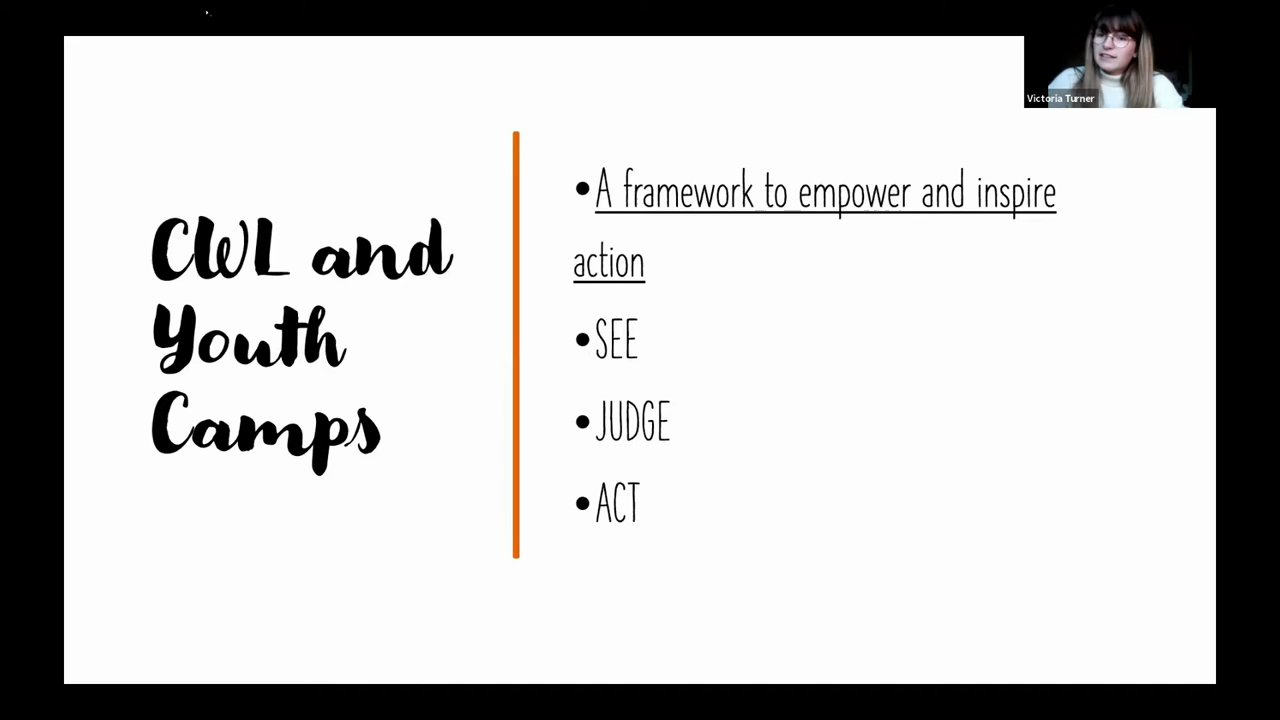 Victoria Turner
CWL and
Youth
Camps
•A framework to empower and inspire
action
•SEE
•JUDGE
•ACT